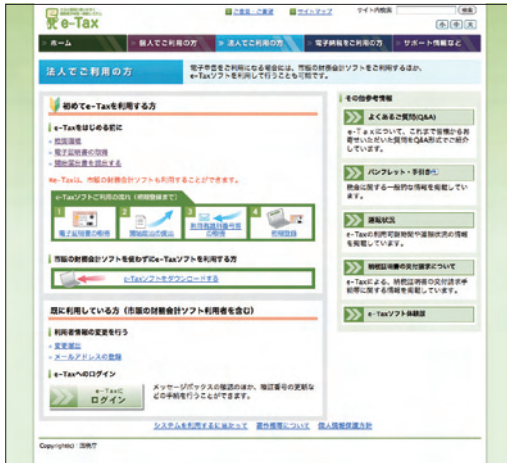 e-Tax
ご意見・ご要望
サイトマップ
サイト内検索
検索
小 中 大
ホーム
個人でご利用の方
法人でご利用の方
電子納税をご利用の方
サポート情報など
法人でご利用の方
電子申告をご利用になる場合には、市販の財務会計ソフトをご利用するほか、
e-Taxソフトを利用して行うことも可能です。
初めてe-Taxを利用する方
e-Taxをはじめる前に
推奨環境
電子証明書の取得
開始届出書を提出する
※e-Taxは、市販の財務会計ソフトも利用することができます。
e-Taxソフトご利用の流れ(初期登録まで)
1
電子証明書の取得
2
開始届出の提出
3
利用者識別番号等
の取得
4
初期登録
市販の財務会計ソフトを使わずにe-Taxソフトを利用する方
e-Taxソフトをダウンロードする
既に利用している方(市販の財務会計ソフト利用者を含む)
利用者情報の変更を行う
変更届出
メールアドレスの登録
e-Taxへのログイン
e-Taxに
ログイン
メッセージボックスの確認のほか、暗証番号の更新な
どの手続を行うことができます。
その他参考情報
よくあるご質問(Q&A)
e-Taxについて、これまで皆様からお
寄せいただいた質問をQ&A形式でご紹介
しています。
パンフレット・手引き
税金に関する一般的な情報を掲載してい
ます。
運転状況
e-Taxの利用可能時間や運転状況の情報
を掲載しています。
納税証明書の交付請求について
e-Taxによる、納税証明書の交付請求手
続等に関する情報を掲載しています。
e-Taxソフト体験版
システムを利用するに当たって
著作権等について
個人情報保護方針
Copyright(c) 国税庁